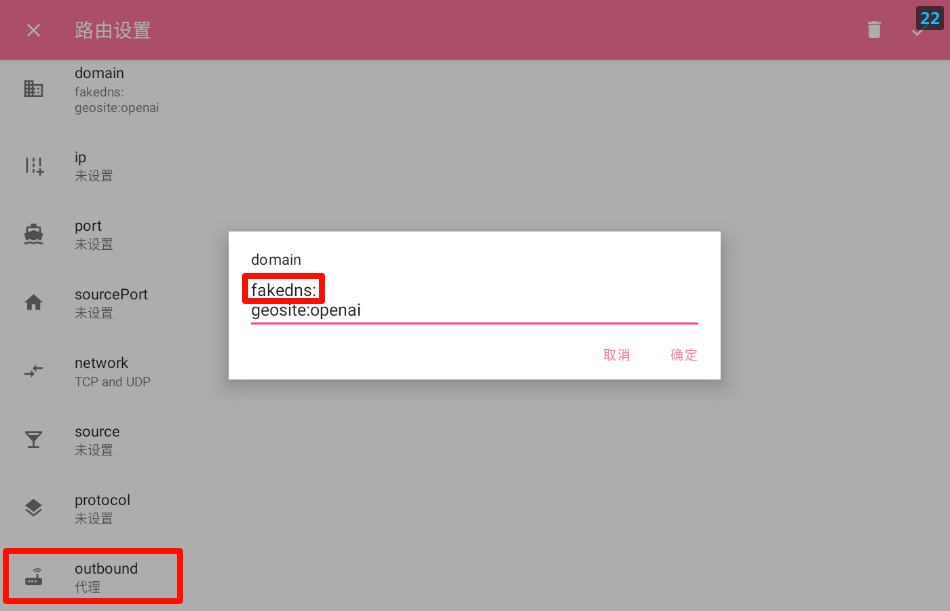 路由设置
22
domain
fakedns:
geosite:openai
ip
未设置
port
未设置
sourcePort
未设置
network
TCP and UDP
source
未设置
protocol
未设置
outbound
代理
domain
fakedns:
geosite:openai
取消
确定